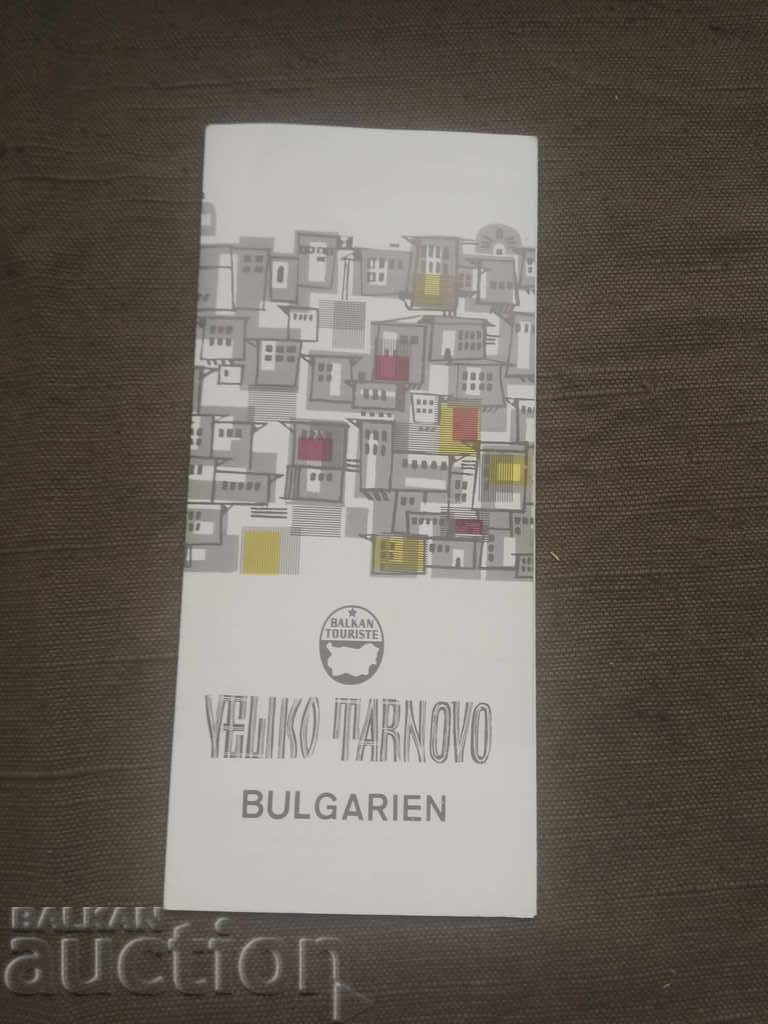 BALKAN
TOURISTE
VELIKO TARNOVO
BULGARIEN
BALKAN
auction